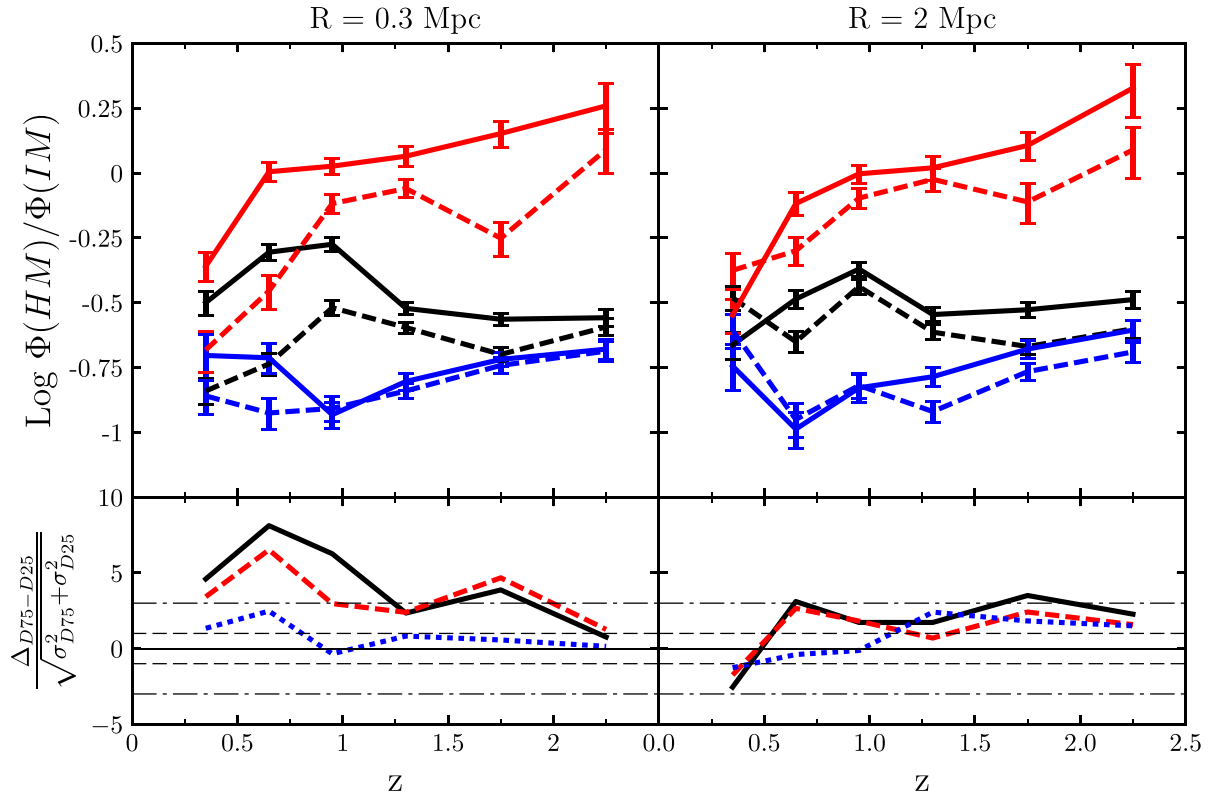 R = 0.3 Mpc R = 2 Mpc
Log Φ(HM)/Φ(IM)
0.5
0.25
0
-0.25
-0.5
-0.75
-1
Δ_{D75−D25}
√σ²_{D75}+σ²_{D25}
10
5
0
−5
0 0.5 1 1.5 2 0.0 0.5 1.0 1.5 2.0 2.5
z z